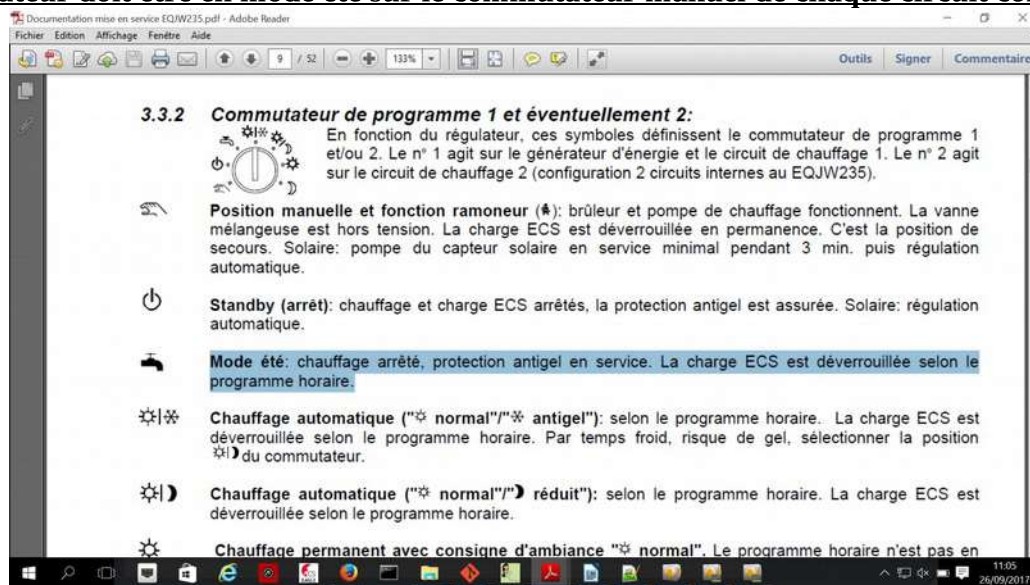 Documentation mise en service EQJW235.pdf - Adobe Reader
Fichier Edition Affichage Fenêtre Aide
9 / 52 133% Outils Signer Commentaire
3.3.2 Commutateur de programme 1 et éventuellement 2:
En fonction du régulateur, ces symboles définissent le commutateur de programme 1
et/ou 2. Le n° 1 agit sur le générateur d'énergie et le circuit de chauffage 1. Le n° 2 agit
sur le circuit de chauffage 2 (configuration 2 circuits internes au EQJW235).
Position manuelle et fonction ramoneur (): brûleur et pompe de chauffage fonctionnent. La vanne
mélangeuse est hors tension. La charge ECS est déverrouillée en permanence. C'est la position de
secours. Solaire: pompe du capteur solaire en service minimal pendant 3 min. puis régulation
automatique.
Standby (arrêt): chauffage et charge ECS arrêtés, la protection antigel est assurée. Solaire: régulation
automatique.
Mode été: chauffage arrêté, protection antigel en service. La charge ECS est déverrouillée selon le
programme horaire.
Chauffage automatique ("☼ normal"/"❄ antigel"): selon le programme horaire. La charge ECS est
déverrouillée selon le programme horaire. Par temps froid, risque de gel, sélectionner la position
☼|☽ du commutateur.
Chauffage automatique ("☼ normal"/"☽ réduit"): selon le programme horaire. La charge ECS est
déverrouillée selon le programme horaire.
Chauffage permanent avec consigne d'ambiance "☼ normal". Le programme horaire n'est pas en
11:05
26/09/2017